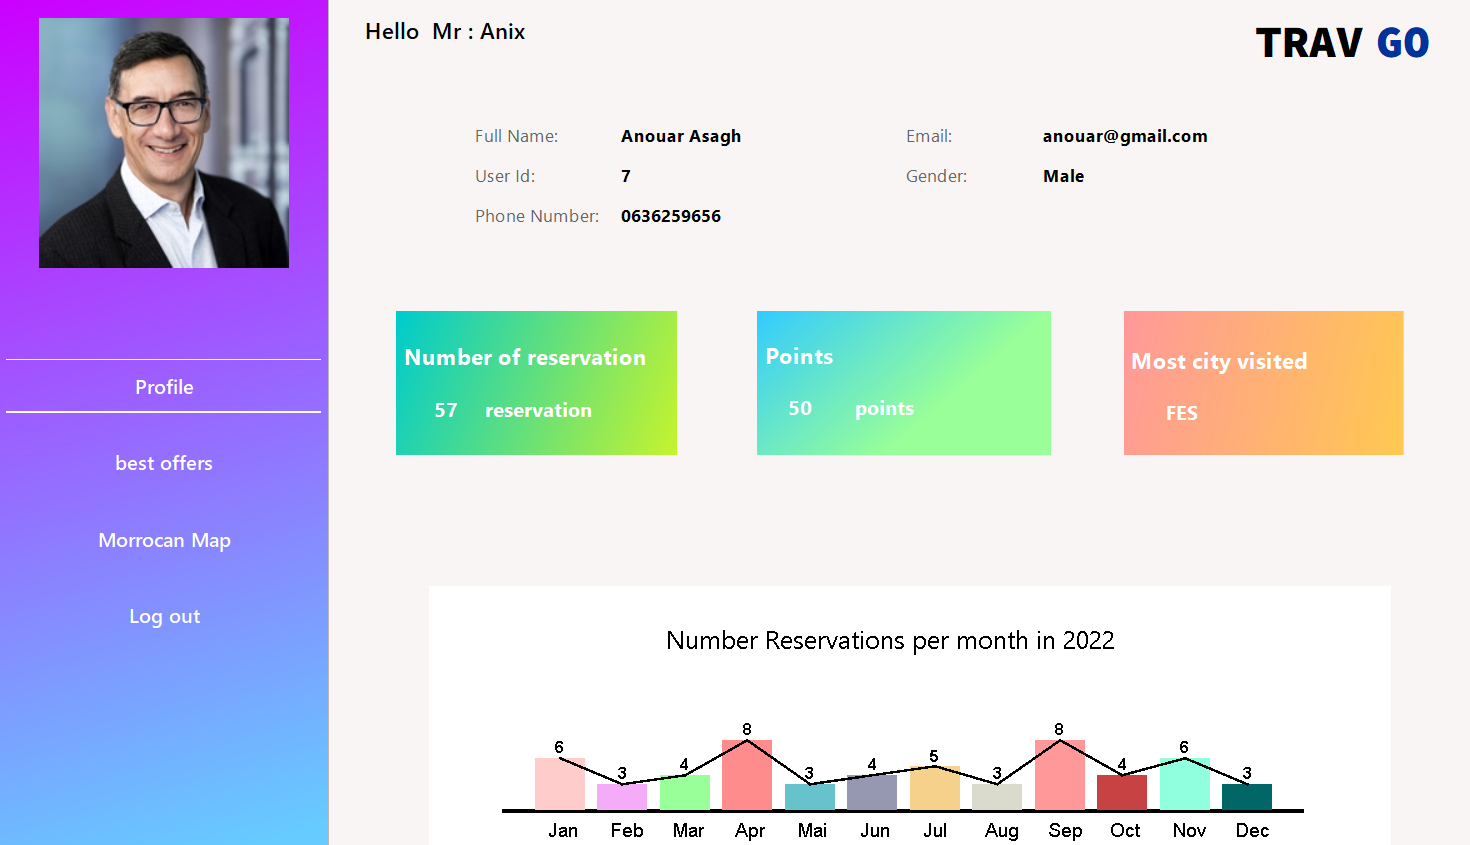 Hello Mr : Anix
TRAV GO
Full Name: Anouar Asagh
Email: anouar@gmail.com
User Id: 7
Gender: Male
Phone Number: 0636259656
Profile
best offers
Morrocan Map
Log out
Number of reservation
57 reservation
Points
50 points
Most city visited
FES
Number Reservations per month in 2022
6 3 4 8 3 4 5 3 8 4 6 3
Jan Feb Mar Apr Mai Jun Jul Aug Sep Oct Nov Dec